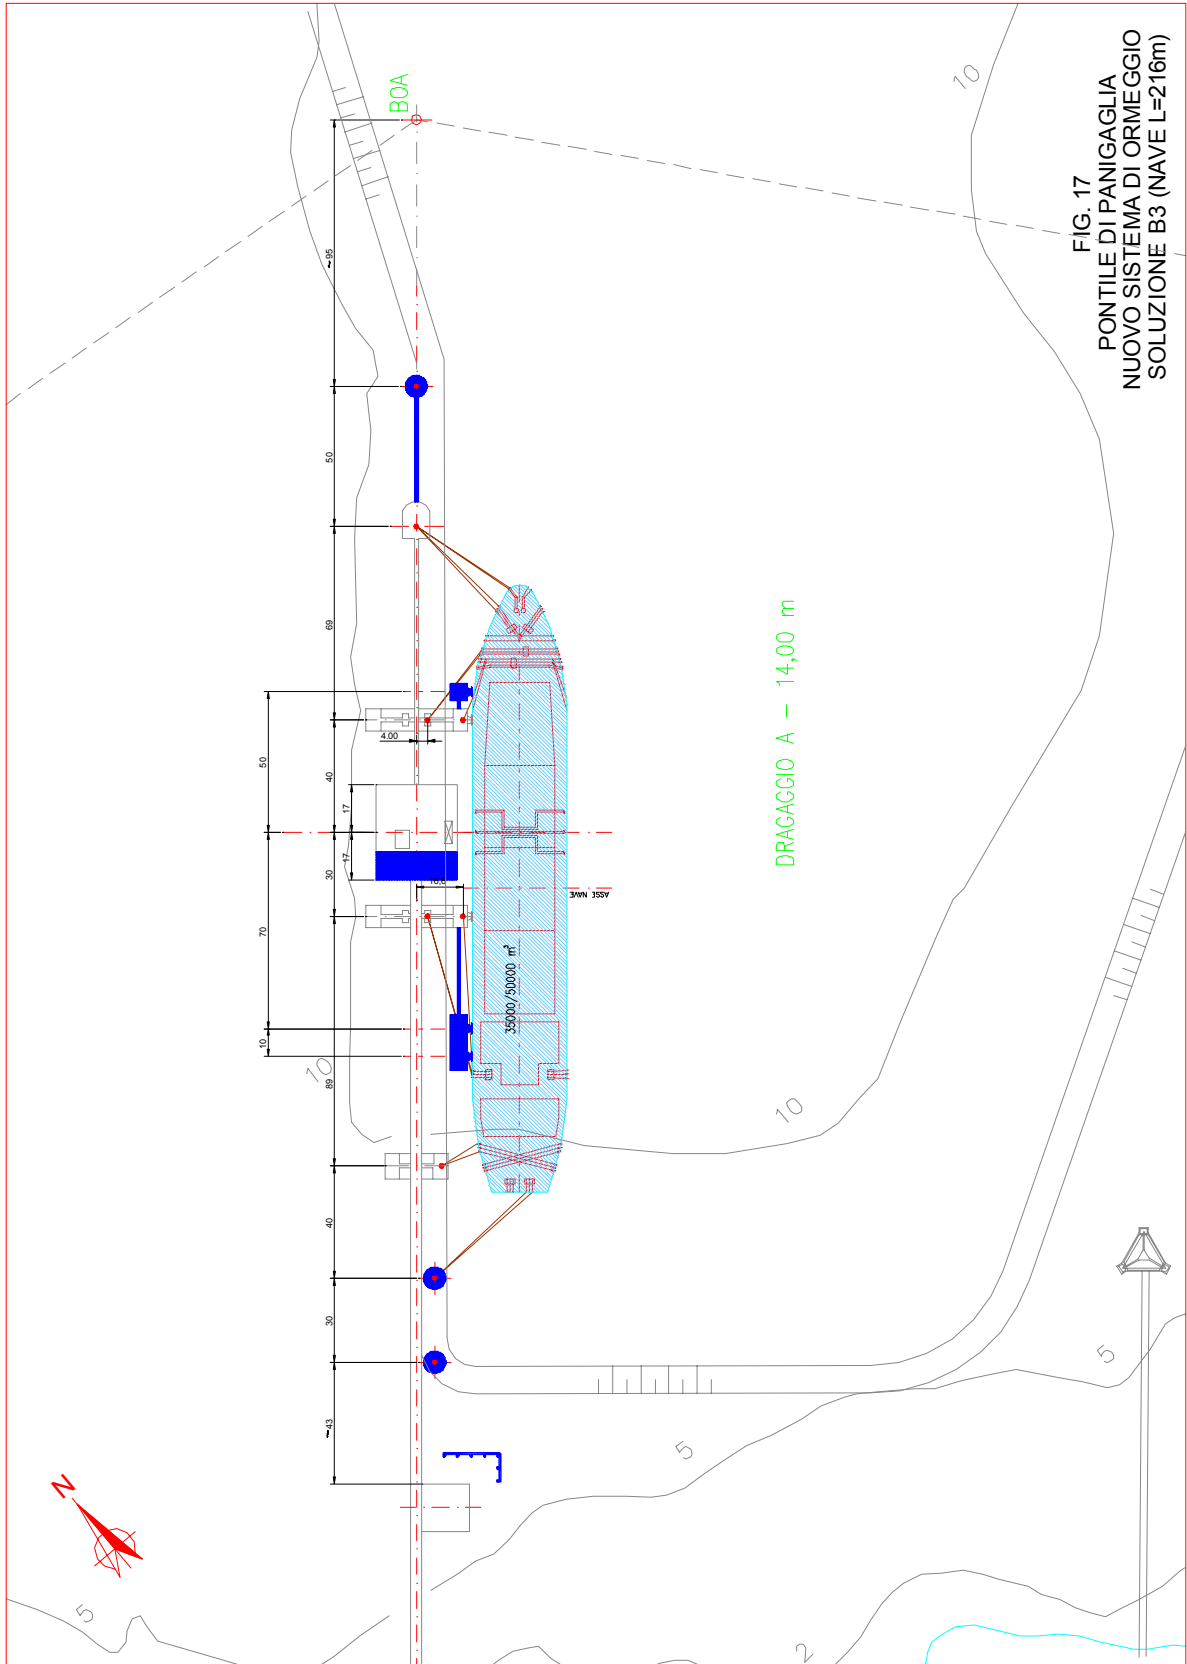 FIG. 17
PONTILE DI PANIGAGLIA
NUOVO SISTEMA DI ORMEGGIO
SOLUZIONE B3 (NAVE L=216m)
BOA
10
~95
50
69
DRAGAGGIO A - 14,00 m
4.00
50
40
17
17
30
18,6
ASSE NAVE
70
35000/50000 m³
10
10
89
10
40
30
5
~43
5
N
5
2